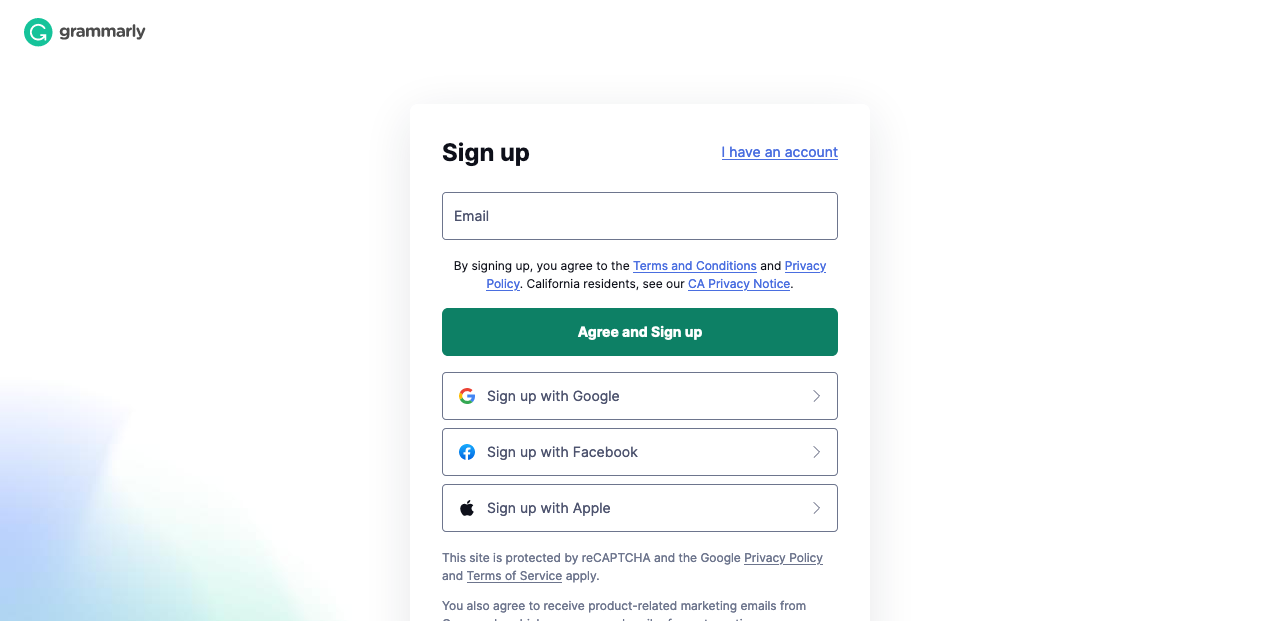 grammarly
Sign up
I have an account
Email
By signing up, you agree to the Terms and Conditions and Privacy
Policy. California residents, see our CA Privacy Notice.
Agree and Sign up
Sign up with Google
Sign up with Facebook
Sign up with Apple
This site is protected by reCAPTCHA and the Google Privacy Policy
and Terms of Service apply.
You also agree to receive product-related marketing emails from